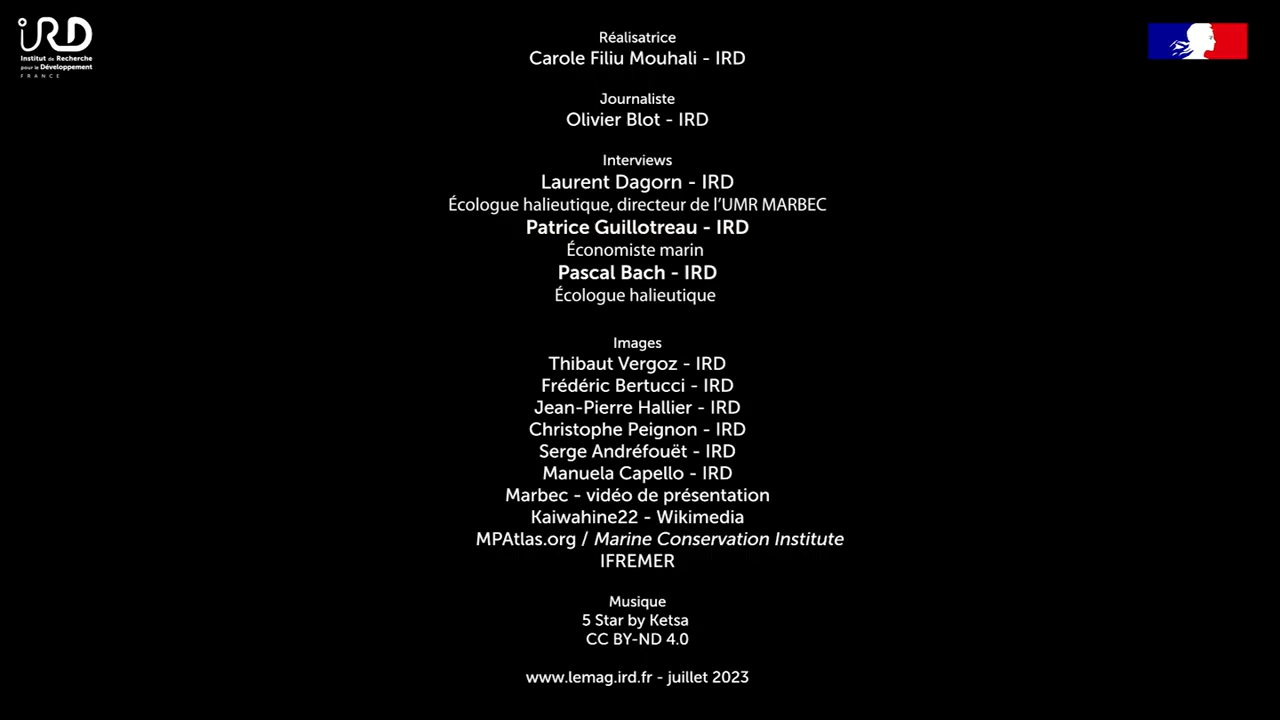 IRD
Institut de Recherche
pour le Développement
FRANCE
Réalisatrice
Carole Filiu Mouhali - IRD
Journaliste
Olivier Blot - IRD
Interviews
Laurent Dagorn - IRD
Écologue halieutique, directeur de l’UMR MARBEC
Patrice Guillotreau - IRD
Économiste marin
Pascal Bach - IRD
Écologue halieutique
Images
Thibaut Vergoz - IRD
Frédéric Bertucci - IRD
Jean-Pierre Hallier - IRD
Christophe Peignon - IRD
Serge Andréfouët - IRD
Manuela Capello - IRD
Marbec - vidéo de présentation
Kaiwahine22 - Wikimedia
MPAtlas.org / Marine Conservation Institute
IFREMER
Musique
5 Star by Ketsa
CC BY-ND 4.0
www.lemag.ird.fr - juillet 2023